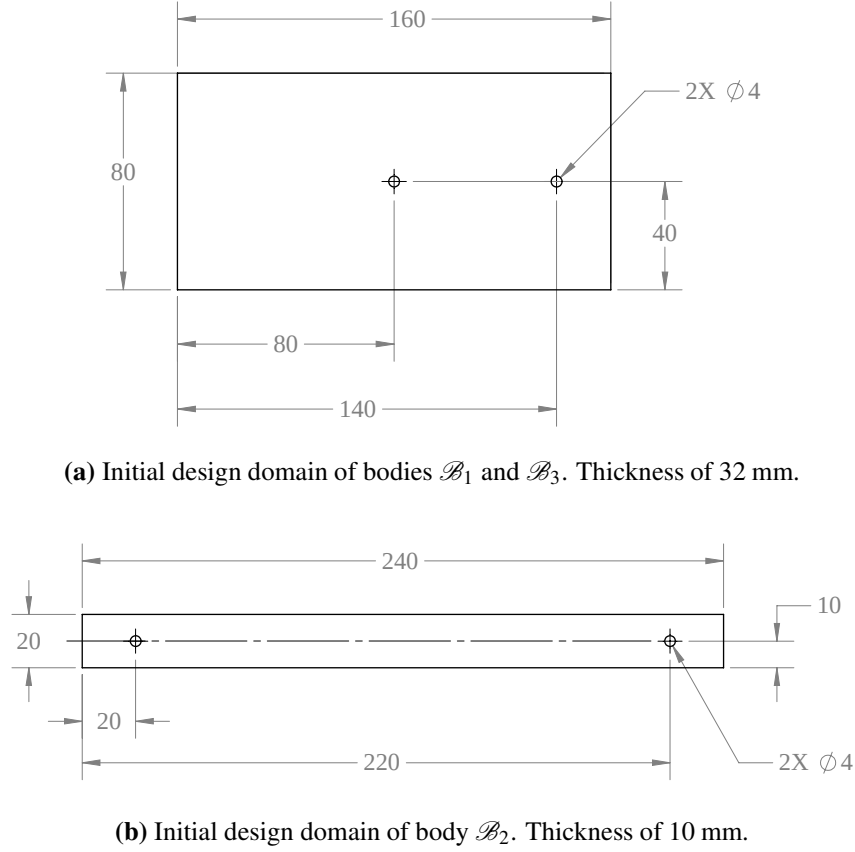 160
2X ∅4
80
40
80
140
(a) Initial design domain of bodies ℬ1 and ℬ3. Thickness of 32 mm.
240
10
20
20
220
2X ∅4
(b) Initial design domain of body ℬ2. Thickness of 10 mm.